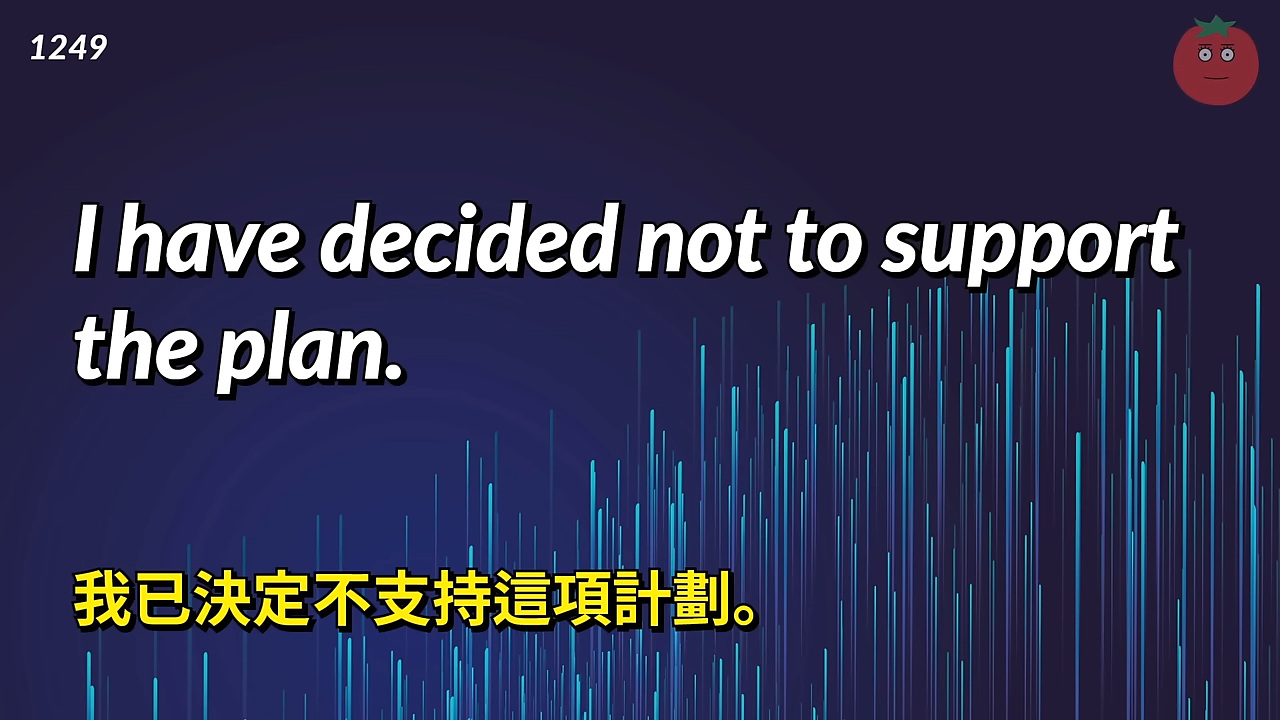 1249
I have decided not to support
the plan.
我已決定不支持這項計劃。